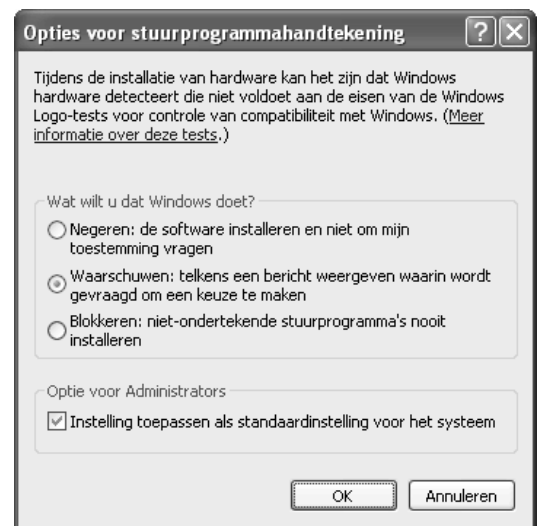 Opties voor stuurprogrammahandtekening
Tijdens de installatie van hardware kan het zijn dat Windows
hardware detecteert die niet voldoet aan de eisen van de Windows
Logo-tests voor controle van compatibiliteit met Windows. (Meer
informatie over deze tests.)
Wat wilt u dat Windows doet?
Negeren: de software installeren en niet om mijn
toestemming vragen
Waarschuwen: telkens een bericht weergeven waarin wordt
gevraagd om een keuze te maken
Blokkeren: niet-ondertekende stuurprogramma's nooit
installeren
Optie voor Administrators
Instelling toepassen als standaardinstelling voor het systeem
OK Annuleren